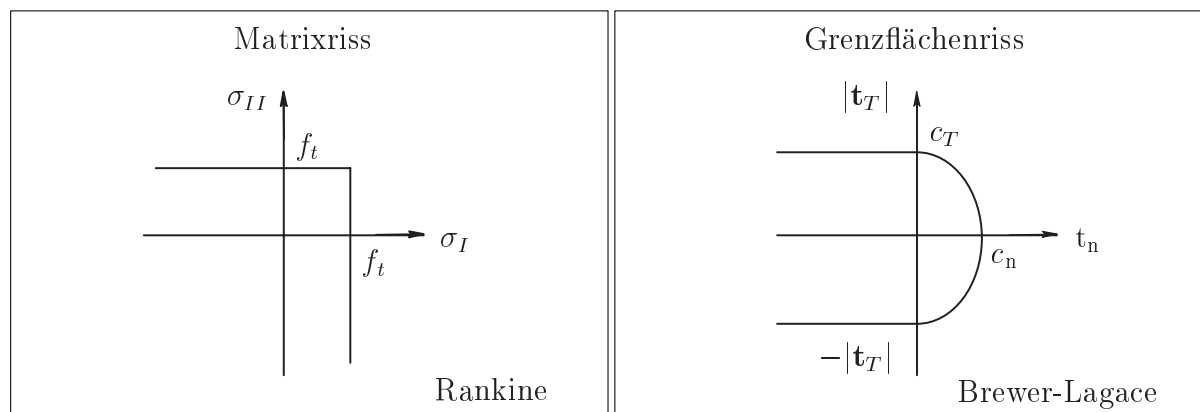 Matrixriss
σ_II
f_t
σ_I
f_t
Rankine
Grenzflächenriss
|t_T|
c_T
t_n
c_n
−|t_T|
Brewer-Lagace